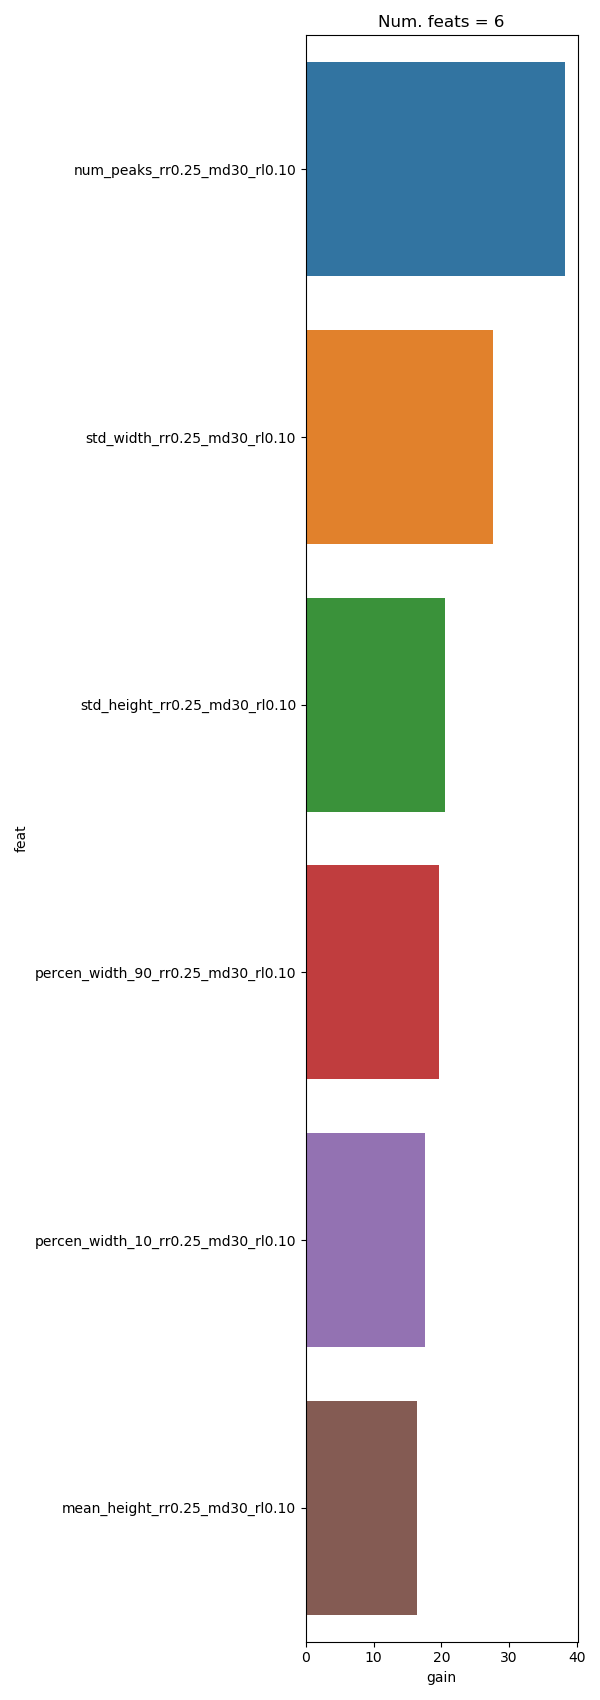 Num. feats = 6
num_peaks_rr0.25_md30_rl0.10
std_width_rr0.25_md30_rl0.10
std_height_rr0.25_md30_rl0.10
feat
percen_width_90_rr0.25_md30_rl0.10
percen_width_10_rr0.25_md30_rl0.10
mean_height_rr0.25_md30_rl0.10
0 10 20 30 40
gain